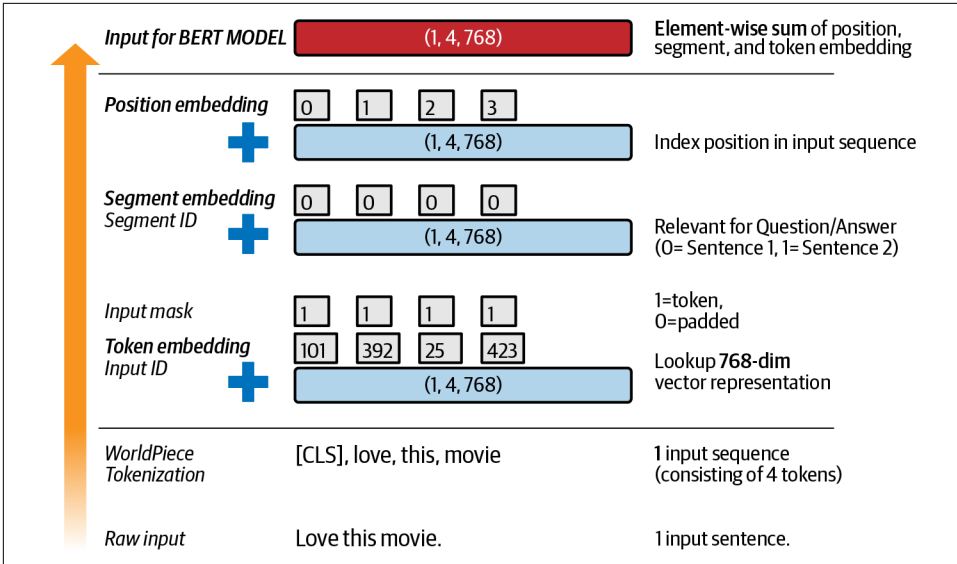 Input for BERT MODEL
(1, 4, 768)
Element-wise sum of position,
segment, and token embedding
Position embedding
0 1 2 3
(1, 4, 768)
Index position in input sequence
Segment embedding
Segment ID
0 0 0 0
(1, 4, 768)
Relevant for Question/Answer
(0= Sentence 1, 1= Sentence 2)
Input mask
1 1 1 1
1=token,
0=padded
Token embedding
Input ID
101 392 25 423
(1, 4, 768)
Lookup 768-dim
vector representation
WorldPiece
Tokenization
[CLS], love, this, movie
1 input sequence
(consisting of 4 tokens)
Raw input
Love this movie.
1 input sentence.